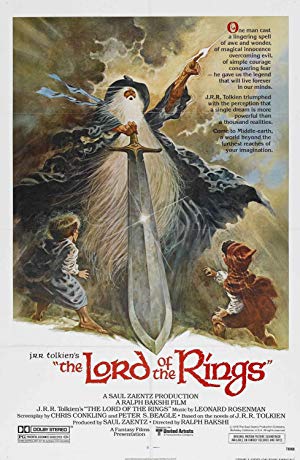 One man cast
a lingering spell
of awe and wonder,
of magical innocence
overcoming evil,
of simple courage
conquering fear—
he gave us the legend
that will live forever
in our minds.
J.R.R. Tolkien triumphed
with the perception that
a single dream is more
powerful than a
thousand realities.
Come to Middle-earth,
a world beyond the
furthest reaches of
your imagination.
J.R.R. Tolkien's
"the Lord of the Rings"
A SAUL ZAENTZ PRODUCTION
A RALPH BAKSHI FILM
J.R.R. Tolkien's "THE LORD OF THE RINGS" Music by LEONARD ROSENMAN
Screenplay by CHRIS CONKLING and PETER S. BEAGLE • Based on the novels of J.R.R. TOLKIEN
Produced by SAUL ZAENTZ Directed by RALPH BAKSHI
DOLBY STEREO
PG
A Fantasy Films
Presentation
United Artists